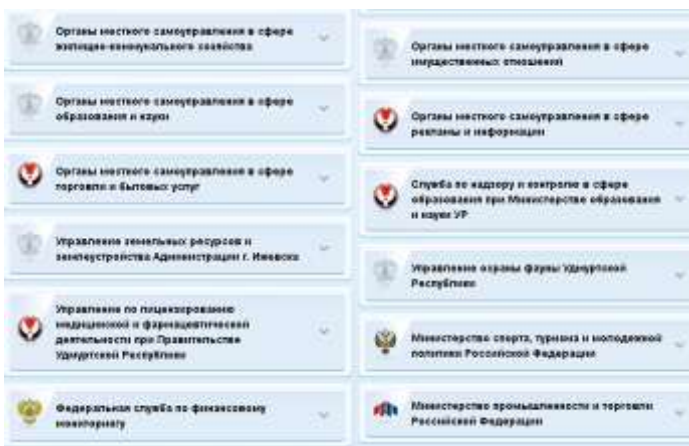 Органы местного самоуправления в сфере
жилищно-коммунального хозяйства
Органы местного самоуправления в сфере
образования и науки
Органы местного самоуправления в сфере
торговли и бытовых услуг
Управление земельных ресурсов и
землеустройства Администрации г. Ижевска
Управление по лицензированию
медицинской и фармацевтической
деятельности при Правительстве
Удмуртской Республики
Федеральная служба по финансовому
мониторингу
Органы местного самоуправления в сфере
имущественных отношений
Органы местного самоуправления в сфере
рекламы и информации
Служба по надзору и контролю в сфере
образования при Министерстве образования
и науки УР
Управление охраны фауны Удмуртской
Республики
Министерство спорта, туризма и молодежной
политики Российской Федерации
Министерство промышленности и торговли
Российской Федерации